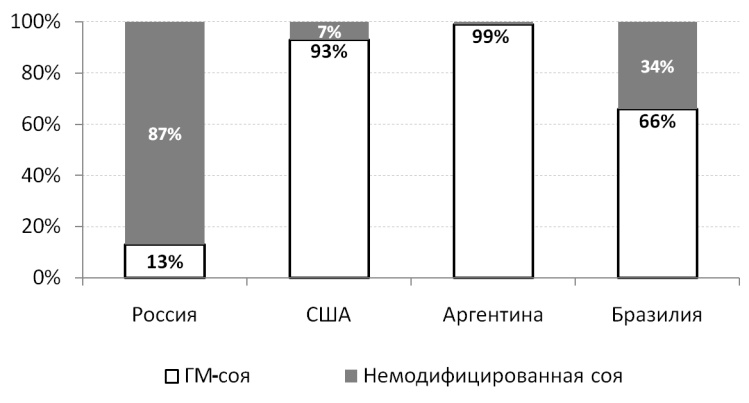 100%
80%
60%
40%
20%
0%
87%
13%
7%
93%
99%
34%
66%
Россия
США
Аргентина
Бразилия
ГМ-соя
Немодифицированная соя